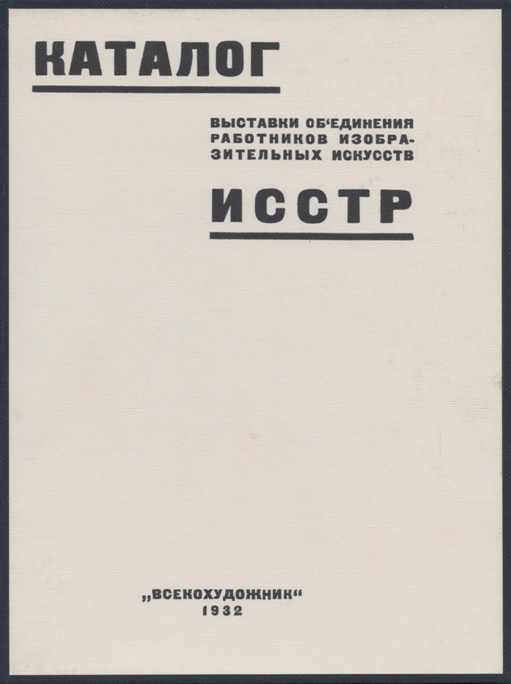 КАТАЛОГ
ВЫСТАВКИ ОБ'ЕДИНЕНИЯ
РАБОТНИКОВ ИЗОБРА-
ЗИТЕЛЬНЫХ ИСКУССТВ
ИССТР
„ВСЕКОХУДОЖНИК“
1932